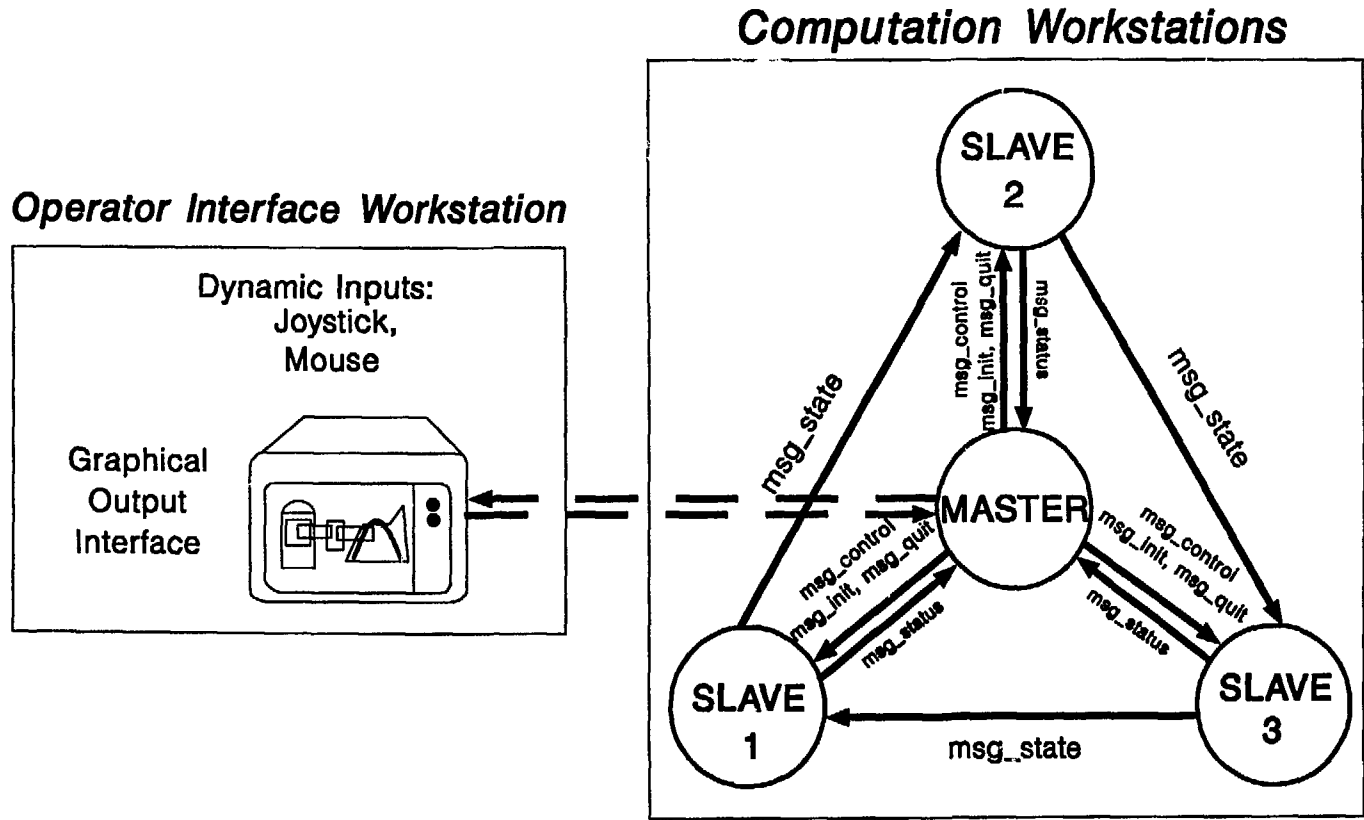 Computation Workstations
SLAVE
2
Operator Interface Workstation
Dynamic Inputs:
Joystick,
Mouse
Graphical
Output
Interface
msg_state
msg_control
msg_init, msg_quit
msg_status
msg_state
MASTER
msg_control
msg_init, msg_quit
msg_status
msg_control
msg_init, msg_quit
msg_status
SLAVE
1
msg_state
SLAVE
3